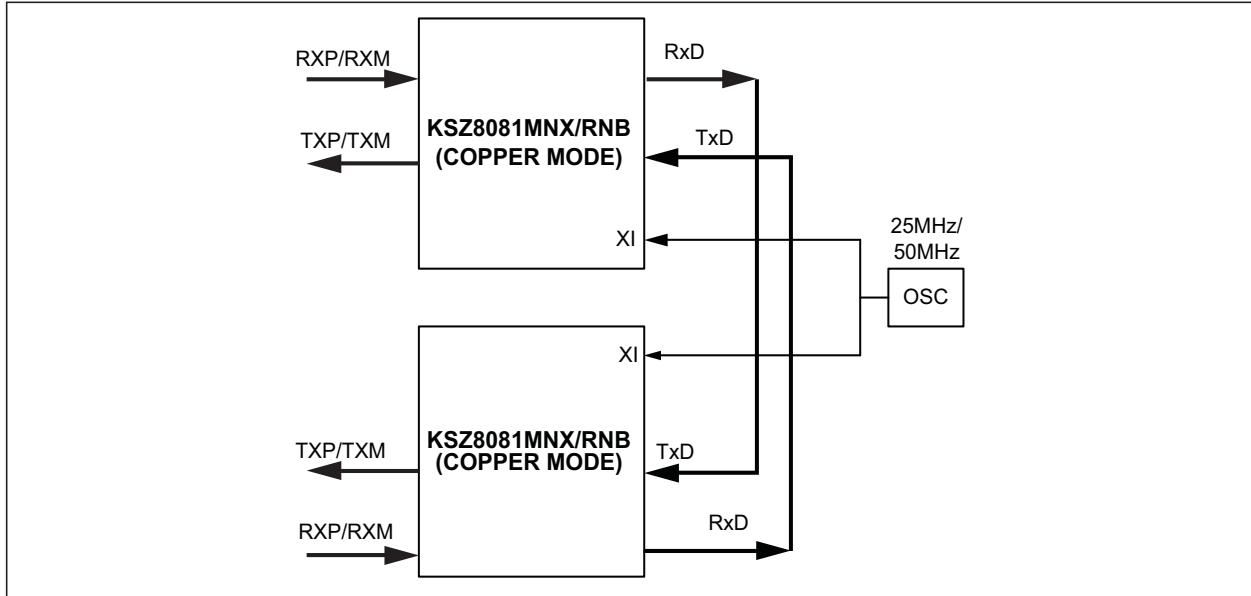 RXP/RXM
RxD
KSZ8081MNX/RNB
(COPPER MODE)
TXP/TXM
TxD
XI
25MHz/
50MHz
OSC
XI
KSZ8081MNX/RNB
(COPPER MODE)
TXP/TXM
TxD
RXP/RXM
RxD